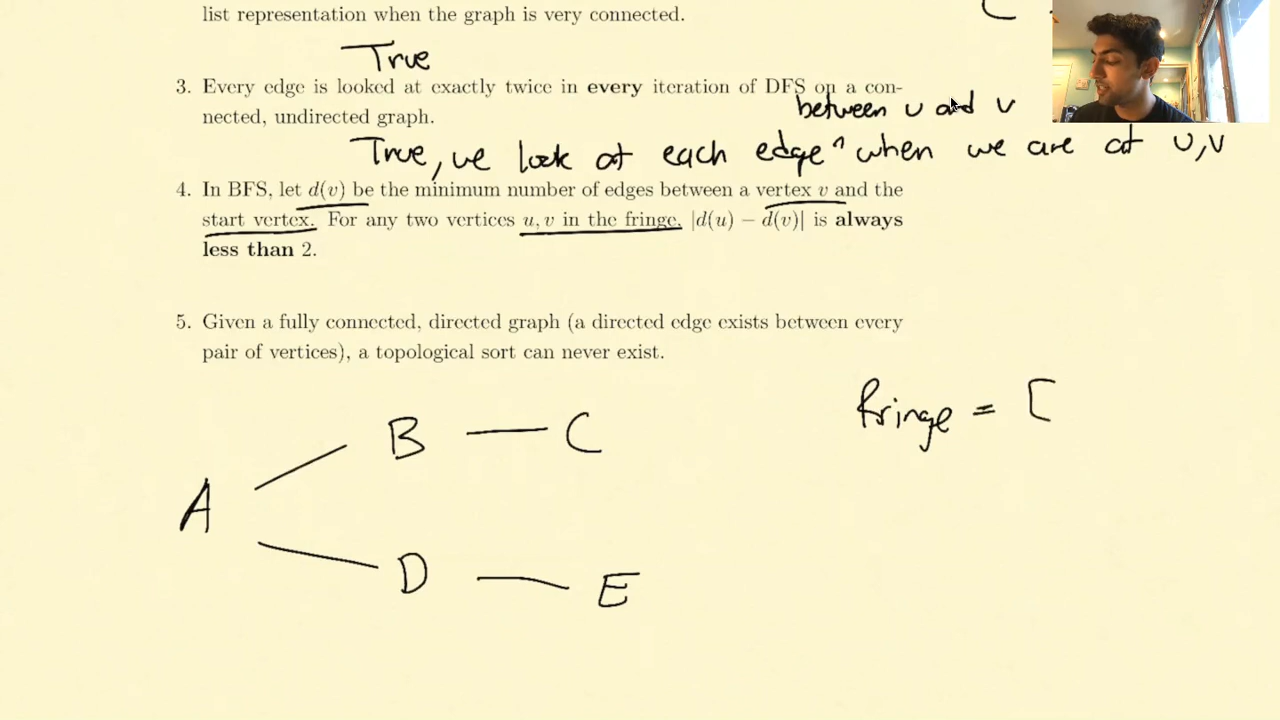 list representation when the graph is very connected.
True
3. Every edge is looked at exactly twice in every iteration of DFS on a con-
nected, undirected graph.
between u and v
True, we look at each edge ^ when we are at u, v
4. In BFS, let d(v) be the minimum number of edges between a vertex v and the
start vertex. For any two vertices u, v in the fringe, |d(u) − d(v)| is always
less than 2.
5. Given a fully connected, directed graph (a directed edge exists between every
pair of vertices), a topological sort can never exist.
fringe = [
B — C
A
D — E